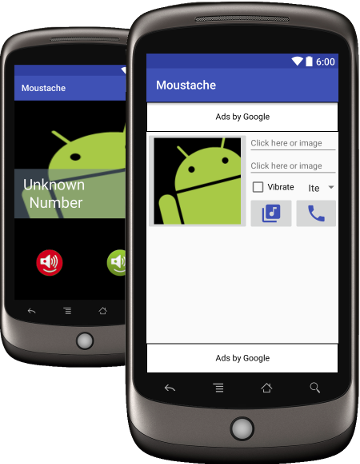 Moustache
Unknown
Number
6:00
Moustache
Ads by Google
Click here or image
Click here or image
Vibrate
Ite
Ads by Google